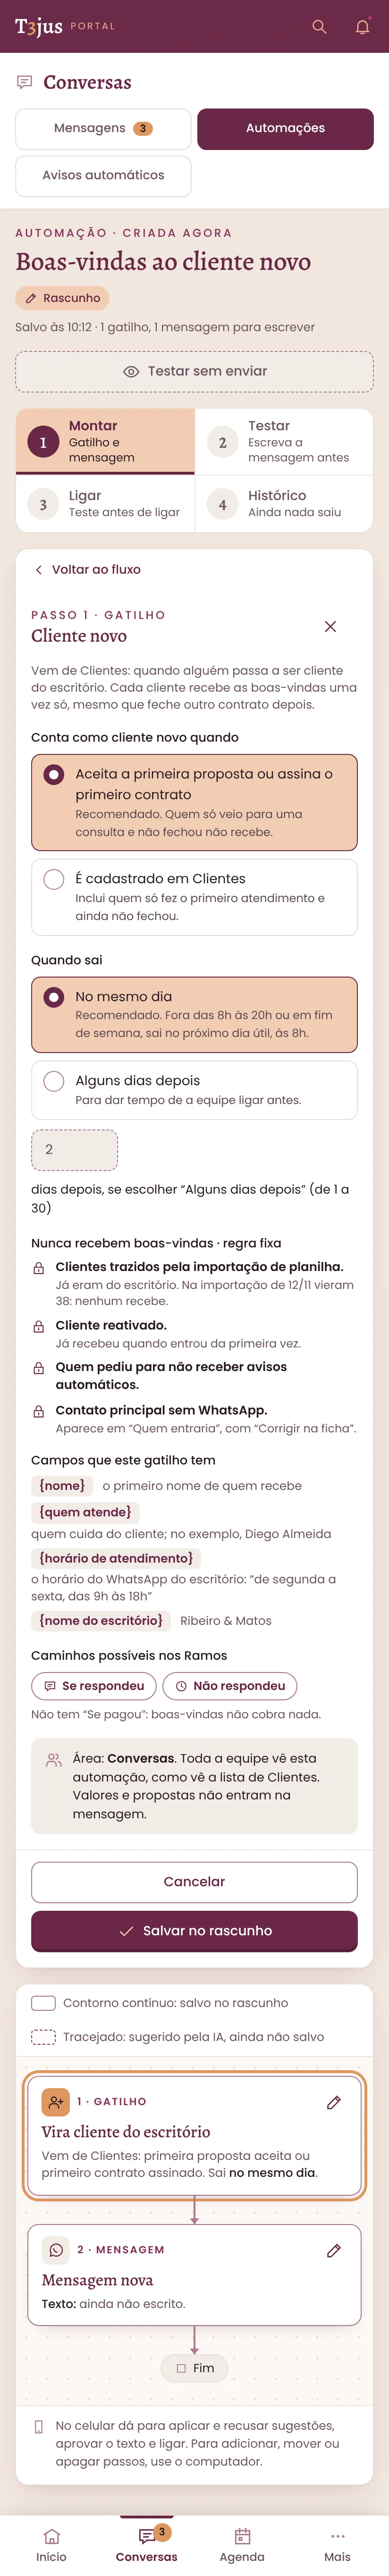 T3jus PORTAL
Conversas
Mensagens 3
Automações
Avisos automáticos
AUTOMAÇÃO · CRIADA AGORA
Boas-vindas ao cliente novo
Rascunho
Salvo às 10:12 · 1 gatilho, 1 mensagem para escrever
Testar sem enviar
1
Montar
Gatilho e
mensagem
2
Testar
Escreva a
mensagem antes
3
Ligar
Teste antes de ligar
4
Histórico
Ainda nada saiu
Voltar ao fluxo
PASSO 1 · GATILHO
Cliente novo
Vem de Clientes: quando alguém passa a ser cliente
do escritório. Cada cliente recebe as boas-vindas uma
vez só, mesmo que feche outro contrato depois.
Conta como cliente novo quando
Aceita a primeira proposta ou assina o
primeiro contrato
Recomendado. Quem só veio para uma
consulta e não fechou não recebe.
É cadastrado em Clientes
Inclui quem só fez o primeiro atendimento e
ainda não fechou.
Quando sai
No mesmo dia
Recomendado. Fora das 8h às 20h ou em fim
de semana, sai no próximo dia útil, às 8h.
Alguns dias depois
Para dar tempo de a equipe ligar antes.
2
dias depois, se escolher “Alguns dias depois” (de 1 a
30)
Nunca recebem boas-vindas · regra fixa
Clientes trazidos pela importação de planilha.
Já eram do escritório. Na importação de 12/11 vieram
38: nenhum recebe.
Cliente reativado.
Já recebeu quando entrou da primeira vez.
Quem pediu para não receber avisos
automáticos.
Contato principal sem WhatsApp.
Aparece em “Quem entraria”, com “Corrigir na ficha”.
Campos que este gatilho tem
{nome} o primeiro nome de quem recebe
{quem atende}
quem cuida do cliente; no exemplo, Diego Almeida
{horário de atendimento}
o horário do WhatsApp do escritório: “de segunda a
sexta, das 9h às 18h”
{nome do escritório} Ribeiro & Matos
Caminhos possíveis nos Ramos
Se respondeu
Não respondeu
Não tem “Se pagou”: boas-vindas não cobra nada.
Área: Conversas. Toda a equipe vê esta
automação, como vê a lista de Clientes.
Valores e propostas não entram na
mensagem.
Cancelar
Salvar no rascunho
Contorno contínuo: salvo no rascunho
Tracejado: sugerido pela IA, ainda não salvo
1 · GATILHO
Vira cliente do escritório
Vem de Clientes: primeira proposta aceita ou
primeiro contrato assinado. Sai no mesmo dia.
2 · MENSAGEM
Mensagem nova
Texto: ainda não escrito.
Fim
No celular dá para aplicar e recusar sugestões,
aprovar o texto e ligar. Para adicionar, mover ou
apagar passos, use o computador.
3
Início
Conversas
Agenda
Mais